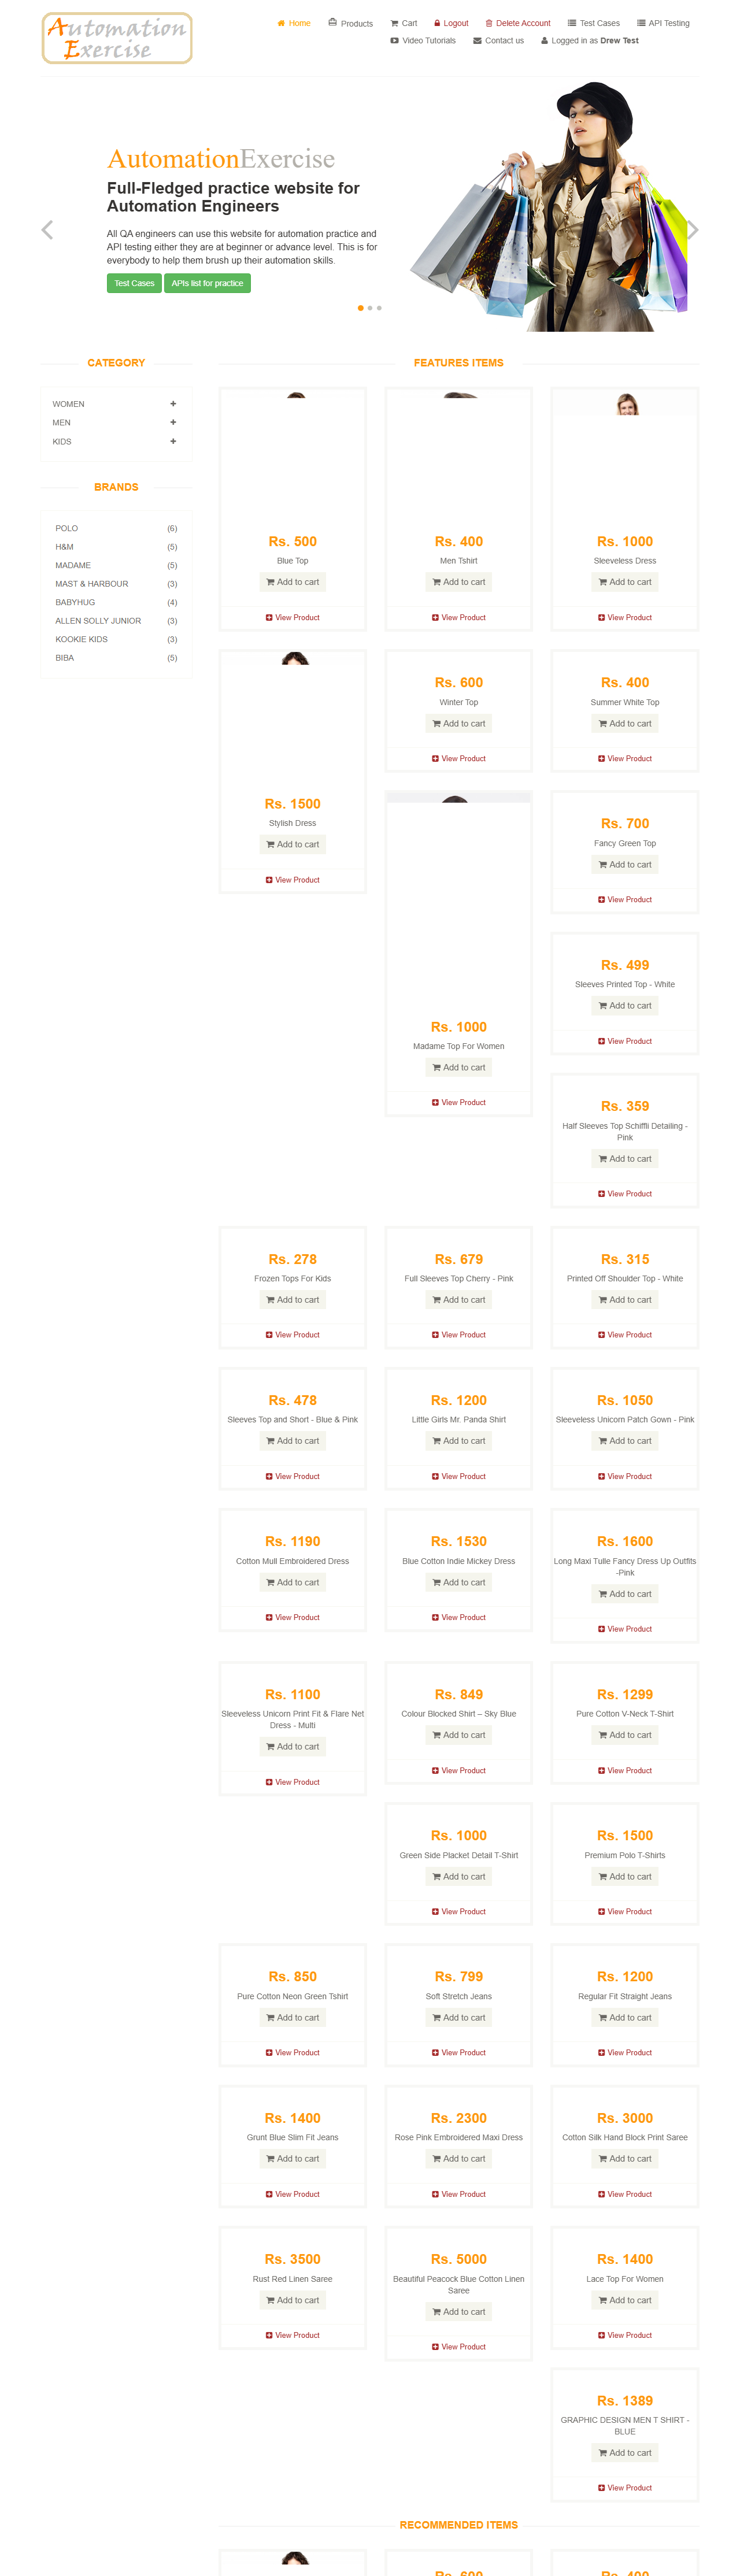 Automation
Exercise
Home
Products
Cart
Logout
Delete Account
Test Cases
API Testing
Video Tutorials
Contact us
Logged in as Drew Test
AutomationExercise
Full-Fledged practice website for
Automation Engineers
All QA engineers can use this website for automation practice and
API testing either they are at beginner or advance level. This is for
everybody to help them brush up their automation skills.
Test Cases
APIs list for practice
CATEGORY
WOMEN
MEN
KIDS
BRANDS
POLO (6)
H&M (5)
MADAME (5)
MAST & HARBOUR (3)
BABYHUG (4)
ALLEN SOLLY JUNIOR (3)
KOOKIE KIDS (3)
BIBA (5)
FEATURES ITEMS
Rs. 500
Blue Top
Add to cart
View Product
Rs. 400
Men Tshirt
Add to cart
View Product
Rs. 1000
Sleeveless Dress
Add to cart
View Product
Rs. 1500
Stylish Dress
Add to cart
View Product
Rs. 600
Winter Top
Add to cart
View Product
Rs. 400
Summer White Top
Add to cart
View Product
Rs. 1000
Madame Top For Women
Add to cart
View Product
Rs. 700
Fancy Green Top
Add to cart
View Product
Rs. 499
Sleeves Printed Top - White
Add to cart
View Product
Rs. 359
Half Sleeves Top Schiffli Detailing -
Pink
Add to cart
View Product
Rs. 278
Frozen Tops For Kids
Add to cart
View Product
Rs. 679
Full Sleeves Top Cherry - Pink
Add to cart
View Product
Rs. 315
Printed Off Shoulder Top - White
Add to cart
View Product
Rs. 478
Sleeves Top and Short - Blue & Pink
Add to cart
View Product
Rs. 1200
Little Girls Mr. Panda Shirt
Add to cart
View Product
Rs. 1050
Sleeveless Unicorn Patch Gown - Pink
Add to cart
View Product
Rs. 1190
Cotton Mull Embroidered Dress
Add to cart
View Product
Rs. 1530
Blue Cotton Indie Mickey Dress
Add to cart
View Product
Rs. 1600
Long Maxi Tulle Fancy Dress Up Outfits
-Pink
Add to cart
View Product
Rs. 1100
Sleeveless Unicorn Print Fit & Flare Net
Dress - Multi
Add to cart
View Product
Rs. 849
Colour Blocked Shirt – Sky Blue
Add to cart
View Product
Rs. 1299
Pure Cotton V-Neck T-Shirt
Add to cart
View Product
Rs. 1000
Green Side Placket Detail T-Shirt
Add to cart
View Product
Rs. 1500
Premium Polo T-Shirts
Add to cart
View Product
Rs. 850
Pure Cotton Neon Green Tshirt
Add to cart
View Product
Rs. 799
Soft Stretch Jeans
Add to cart
View Product
Rs. 1200
Regular Fit Straight Jeans
Add to cart
View Product
Rs. 1400
Grunt Blue Slim Fit Jeans
Add to cart
View Product
Rs. 2300
Rose Pink Embroidered Maxi Dress
Add to cart
View Product
Rs. 3000
Cotton Silk Hand Block Print Saree
Add to cart
View Product
Rs. 3500
Rust Red Linen Saree
Add to cart
View Product
Rs. 5000
Beautiful Peacock Blue Cotton Linen
Saree
Add to cart
View Product
Rs. 1400
Lace Top For Women
Add to cart
View Product
Rs. 1389
GRAPHIC DESIGN MEN T SHIRT -
BLUE
Add to cart
View Product
RECOMMENDED ITEMS
Rs. 600
Rs. 400